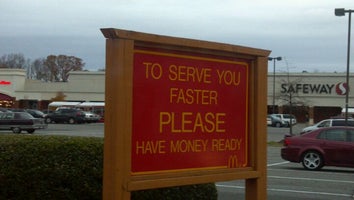 TO SERVE YOU
FASTER
PLEASE
HAVE MONEY READY
SAFEWAY